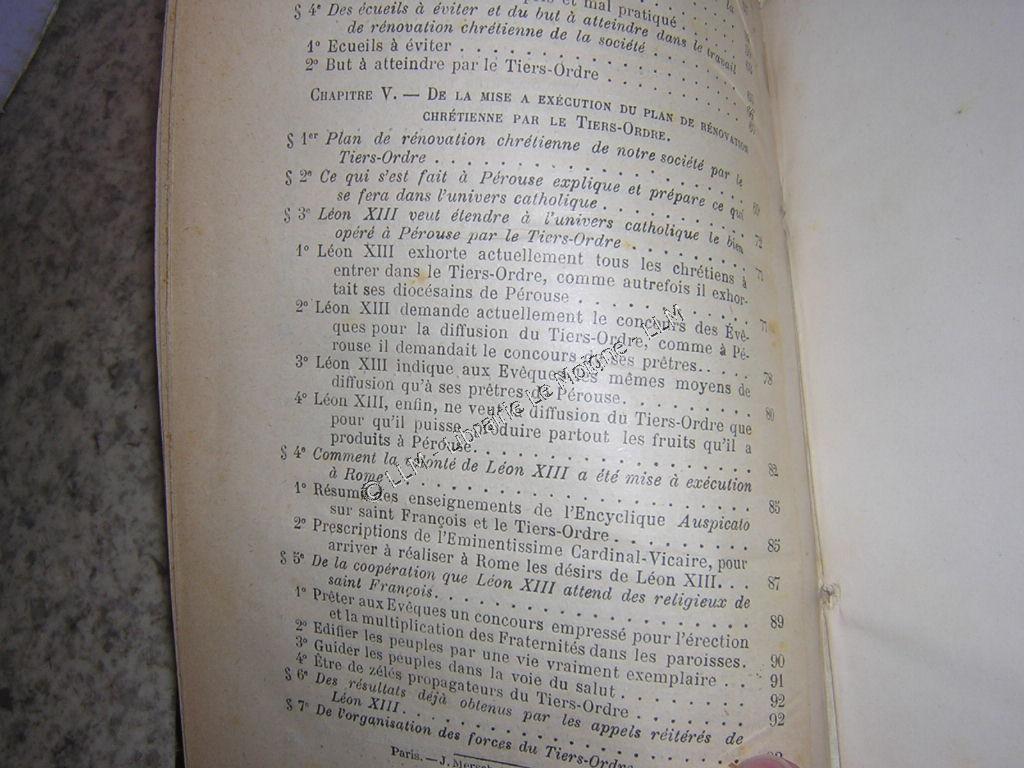 et mal pratiqué
§ 4e Des écueils à éviter et du but à atteindre dans le travail
de rénovation chrétienne de la société
1° Ecueils à éviter
2° But à atteindre par le Tiers-Ordre
CHAPITRE V. — DE LA MISE A EXÉCUTION DU PLAN DE RÉNOVATION
CHRÉTIENNE PAR LE TIERS-ORDRE.
§ 1er Plan de rénovation chrétienne de notre société par le
Tiers-Ordre
§ 2e Ce qui s'est fait à Pérouse explique et prépare ce qui
se fera dans l'univers catholique 72
§ 3e Léon XIII veut étendre à l'univers catholique le bien
opéré à Pérouse par le Tiers-Ordre
1° Léon XIII exhorte actuellement tous les chrétiens à
entrer dans le Tiers-Ordre, comme autrefois il exhor-
tait ses diocésains de Pérouse 77
2° Léon XIII demande actuellement le concours des Évê-
ques pour la diffusion du Tiers-Ordre, comme à Pé-
rouse il demandait le concours de ses prêtres. 78
3° Léon XIII indique aux Evêques les mêmes moyens de
diffusion qu'à ses prêtres de Pérouse. 80
4° Léon XIII, enfin, ne veut la diffusion du Tiers-Ordre que
pour qu'il puisse produire partout les fruits qu'il a
produits à Pérouse. 82
§ 4e Comment la volonté de Léon XIII a été mise à exécution
à Rome 85
1° Résumé des enseignements de l'Encyclique Auspicato
sur saint François et le Tiers-Ordre 85
2° Prescriptions de l'Eminentissime Cardinal-Vicaire, pour
arriver à réaliser à Rome les désirs de Léon XIII. 87
§ 5e De la coopération que Léon XIII attend des religieux de
saint François. 89
1° Prêter aux Evêques un concours empressé pour l'érection
et la multiplication des Fraternités dans les paroisses. 90
2° Edifier les peuples par une vie vraiment exemplaire 91
3° Guider les peuples dans la voie du salut 92
4° Être de zélés propagateurs du Tiers-Ordre 92
§ 6e Des résultats déjà obtenus par les appels réitérés de
Léon XIII
§ 7e De l'organisation des forces du Tiers-Ordre
Paris. — J.
© LLM - Librairie Le Moigne - LLM